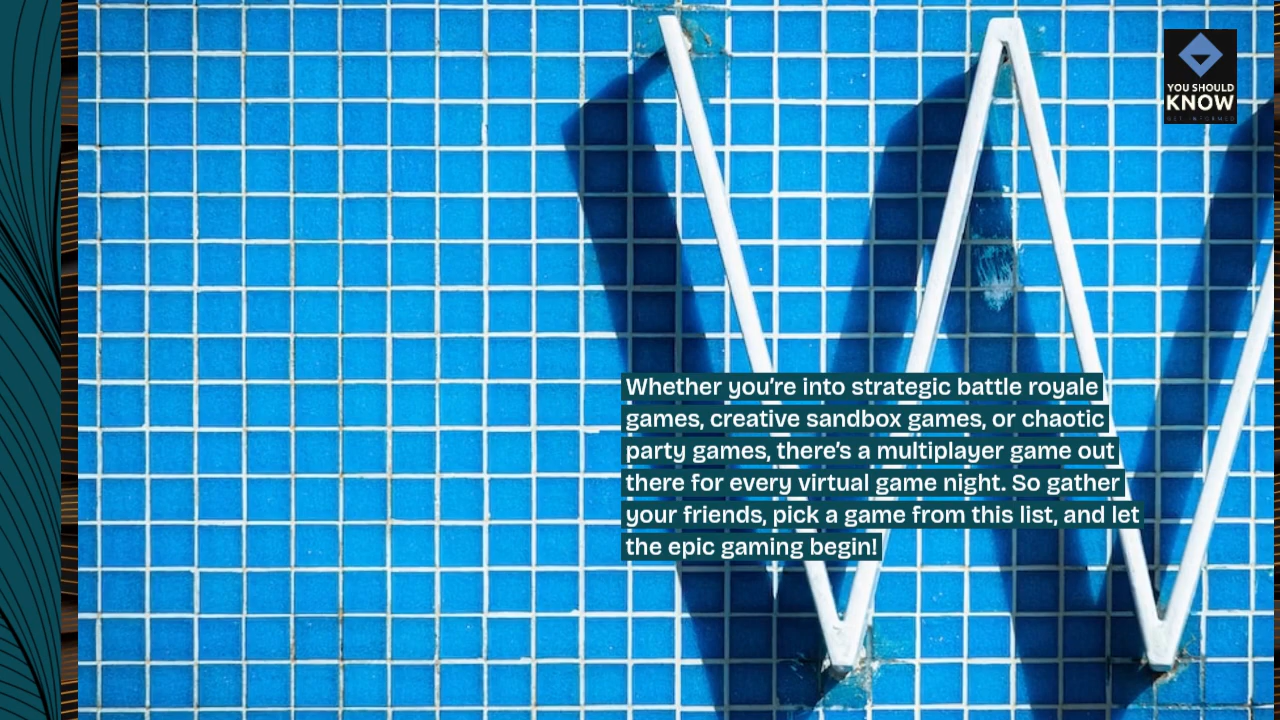 YOU SHOULD
KNOW
GET INFORMED
Whether you're into strategic battle royale
games, creative sandbox games, or chaotic
party games, there's a multiplayer game out
there for every virtual game night. So gather
your friends, pick a game from this list, and let
the epic gaming begin!